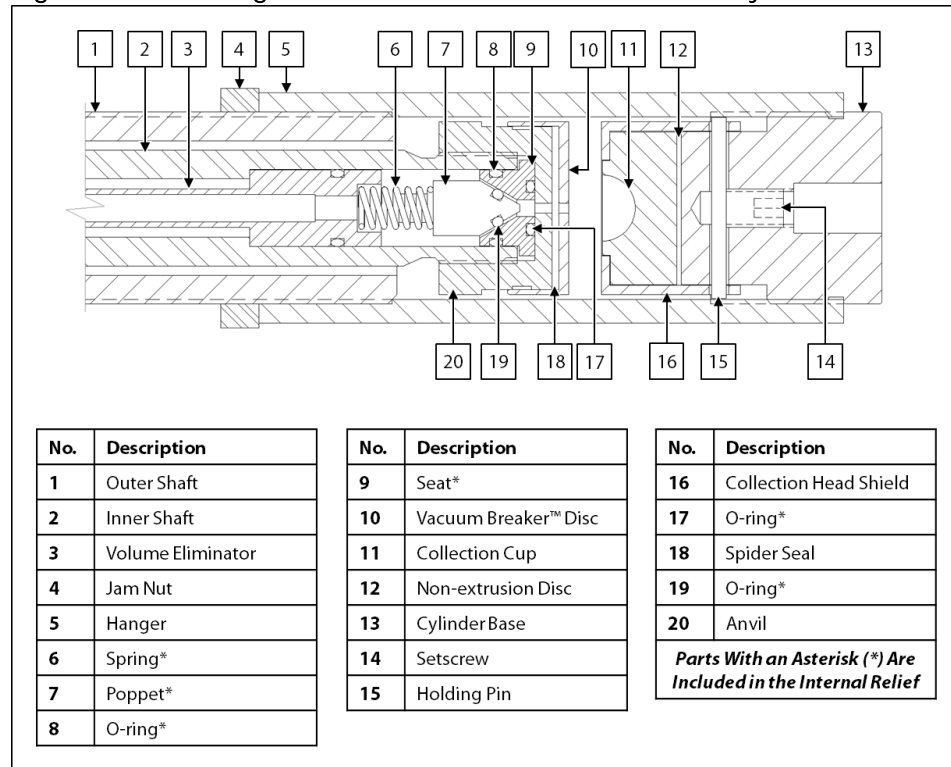 1 2 3 4 5 6 7 8 9 10 11 12 13
20 19 18 17 16 15 14
No. Description
1 Outer Shaft
2 Inner Shaft
3 Volume Eliminator
4 Jam Nut
5 Hanger
6 Spring*
7 Poppet*
8 O-ring*
No. Description
9 Seat*
10 Vacuum Breaker™ Disc
11 Collection Cup
12 Non-extrusion Disc
13 Cylinder Base
14 Setscrew
15 Holding Pin
No. Description
16 Collection Head Shield
17 O-ring*
18 Spider Seal
19 O-ring*
20 Anvil
Parts With an Asterisk (*) Are
Included in the Internal Relief